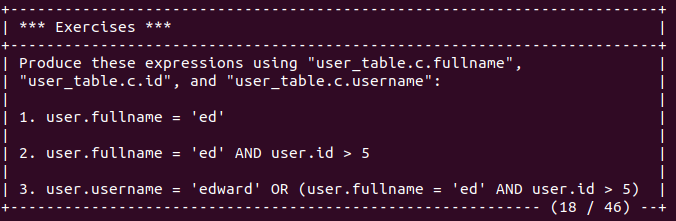 *** Exercises ***
Produce these expressions using "user_table.c.fullname",
"user_table.c.id", and "user_table.c.username":
1. user.fullname = 'ed'
2. user.fullname = 'ed' AND user.id > 5
3. user.username = 'edward' OR (user.fullname = 'ed' AND user.id > 5)
(18 / 46)